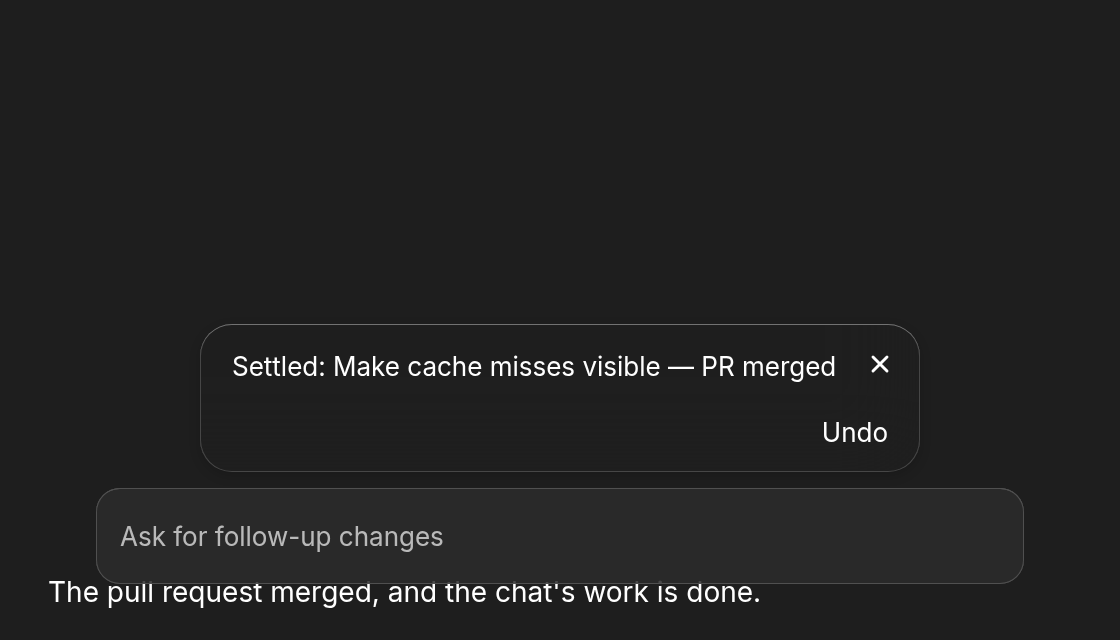 Settled: Make cache misses visible — PR merged
Undo
Ask for follow-up changes
The pull request merged, and the chat's work is done.